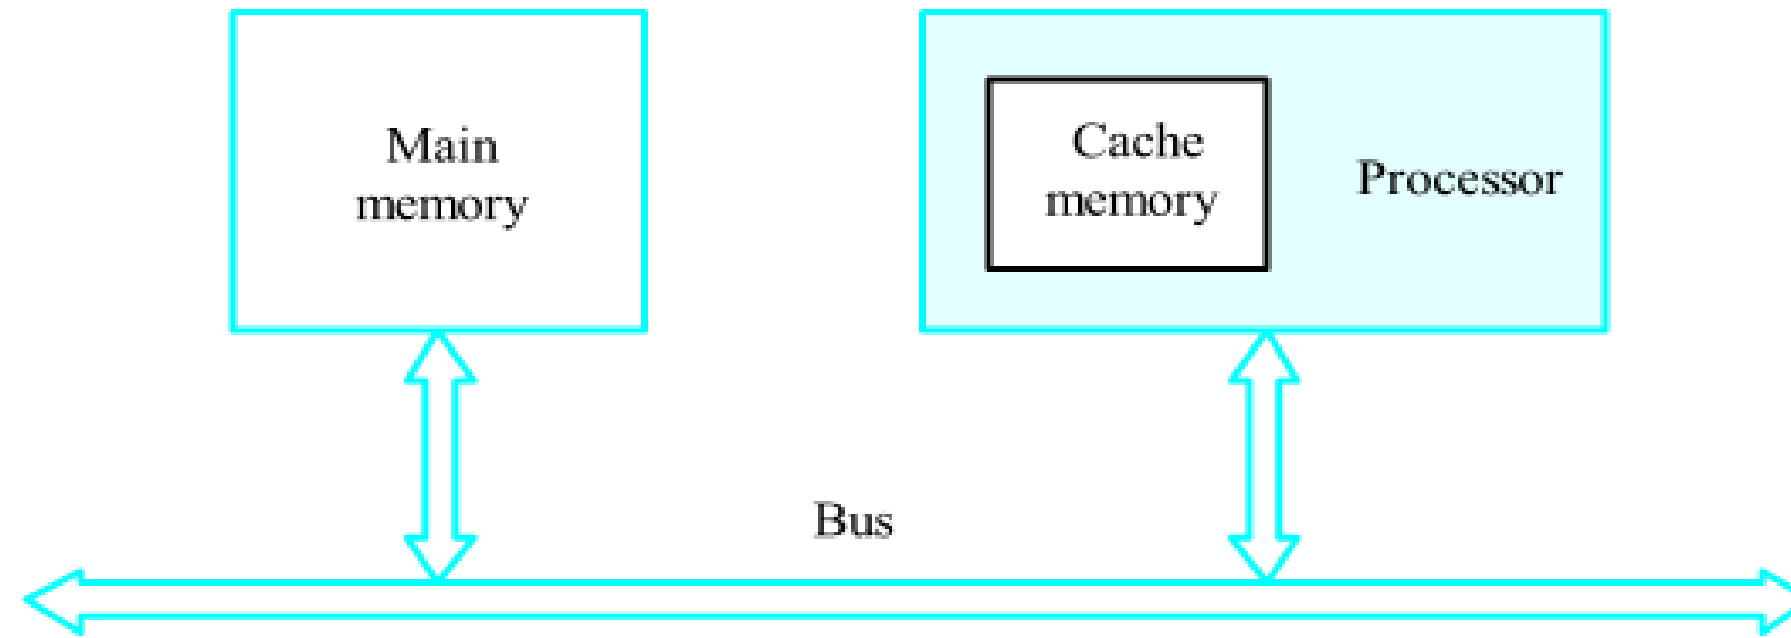 Main
memory
Cache
memory
Processor
Bus